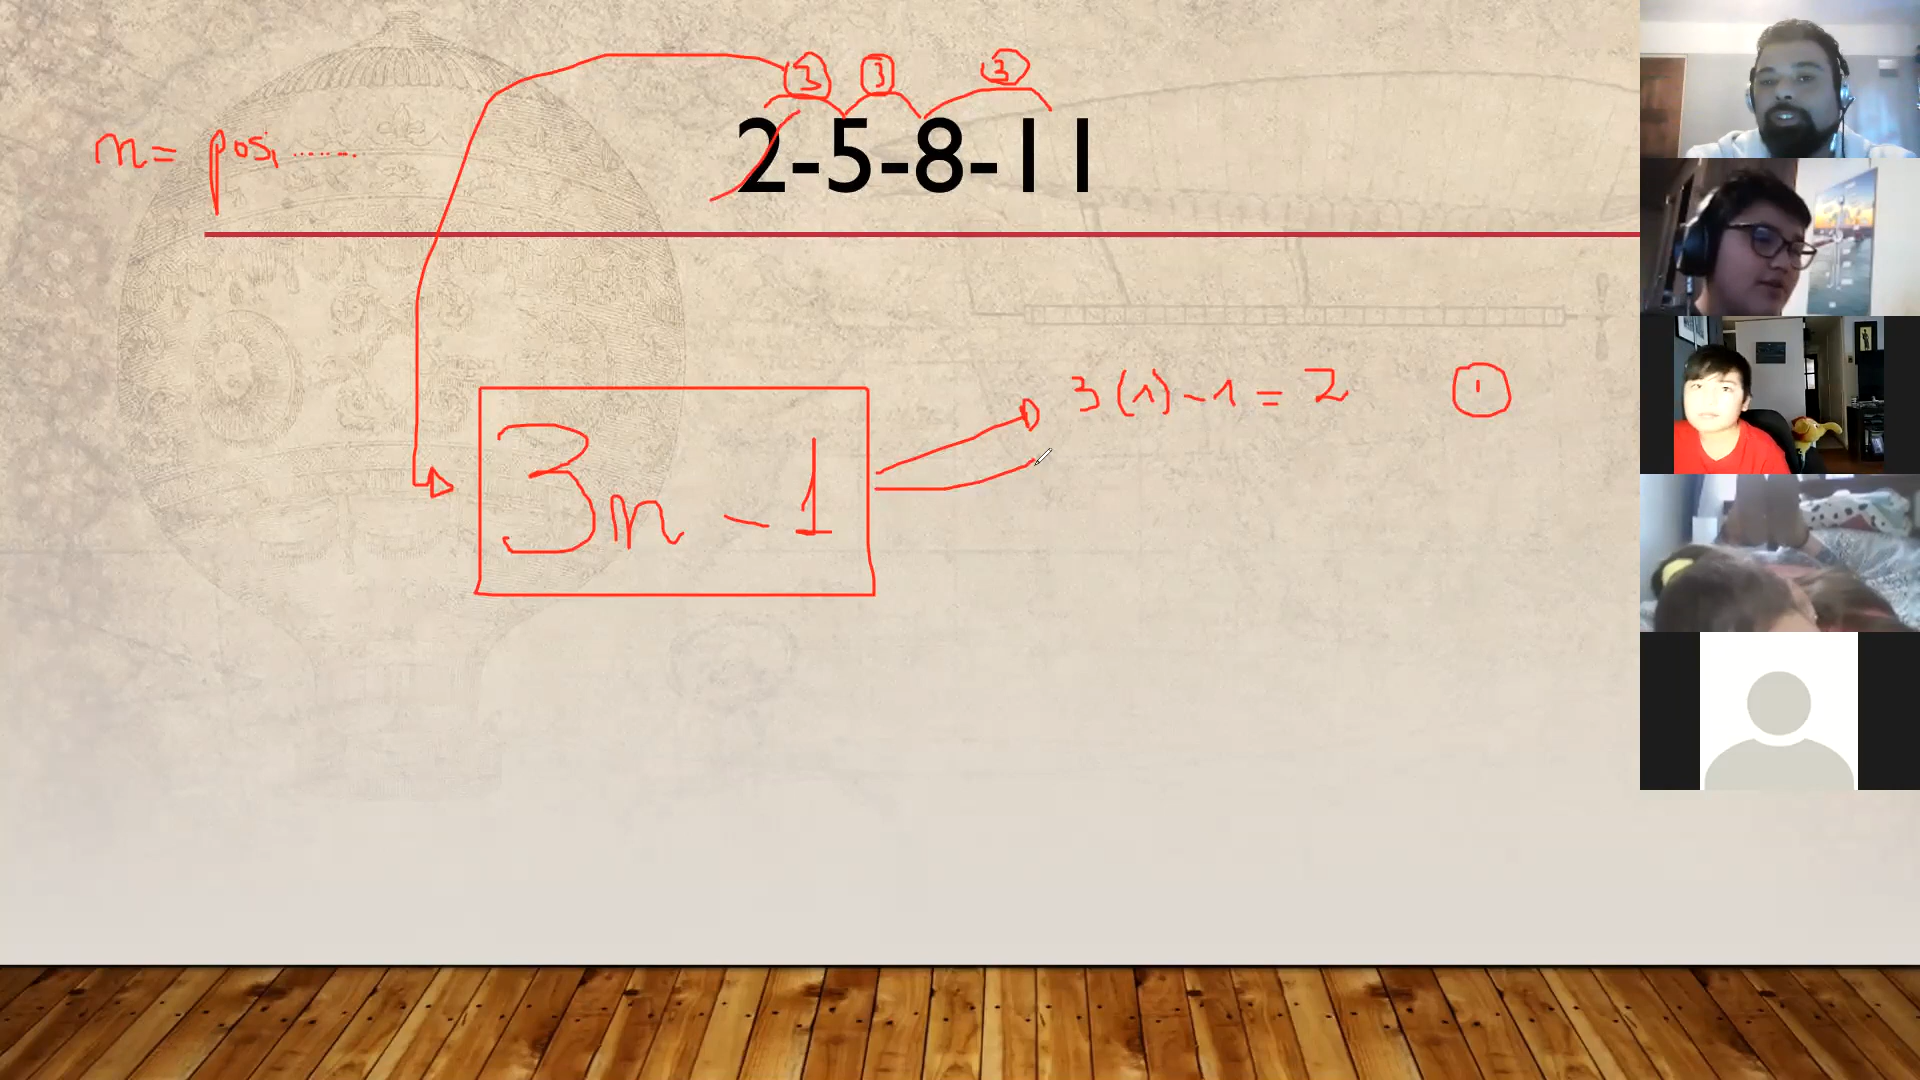 3 3 3
2-5-8-11
n = posi.......
3(1)-1=2 1
3n-1